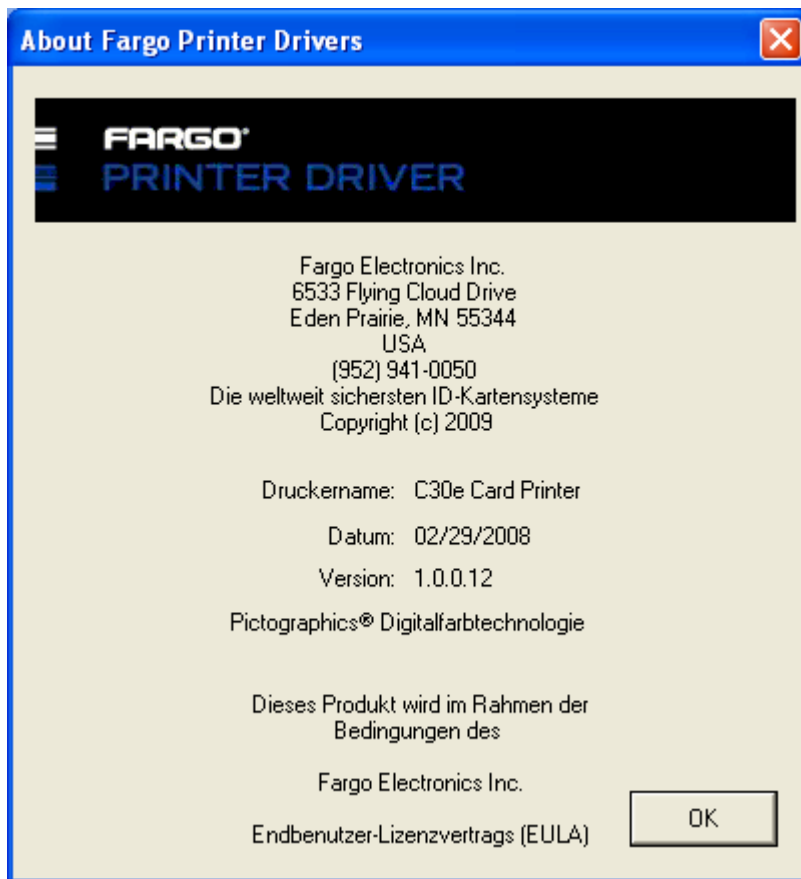 About Fargo Printer Drivers
FARGO®
PRINTER DRIVER
Fargo Electronics Inc.
6533 Flying Cloud Drive
Eden Prairie, MN 55344
USA
(952) 941-0050
Die weltweit sichersten ID-Kartensysteme
Copyright (c) 2009
Druckername: C30e Card Printer
Datum: 02/29/2008
Version: 1.0.0.12
Pictographics® Digitalfarbtechnologie
Dieses Produkt wird im Rahmen der
Bedingungen des
Fargo Electronics Inc.
Endbenutzer-Lizenzvertrags (EULA)
OK